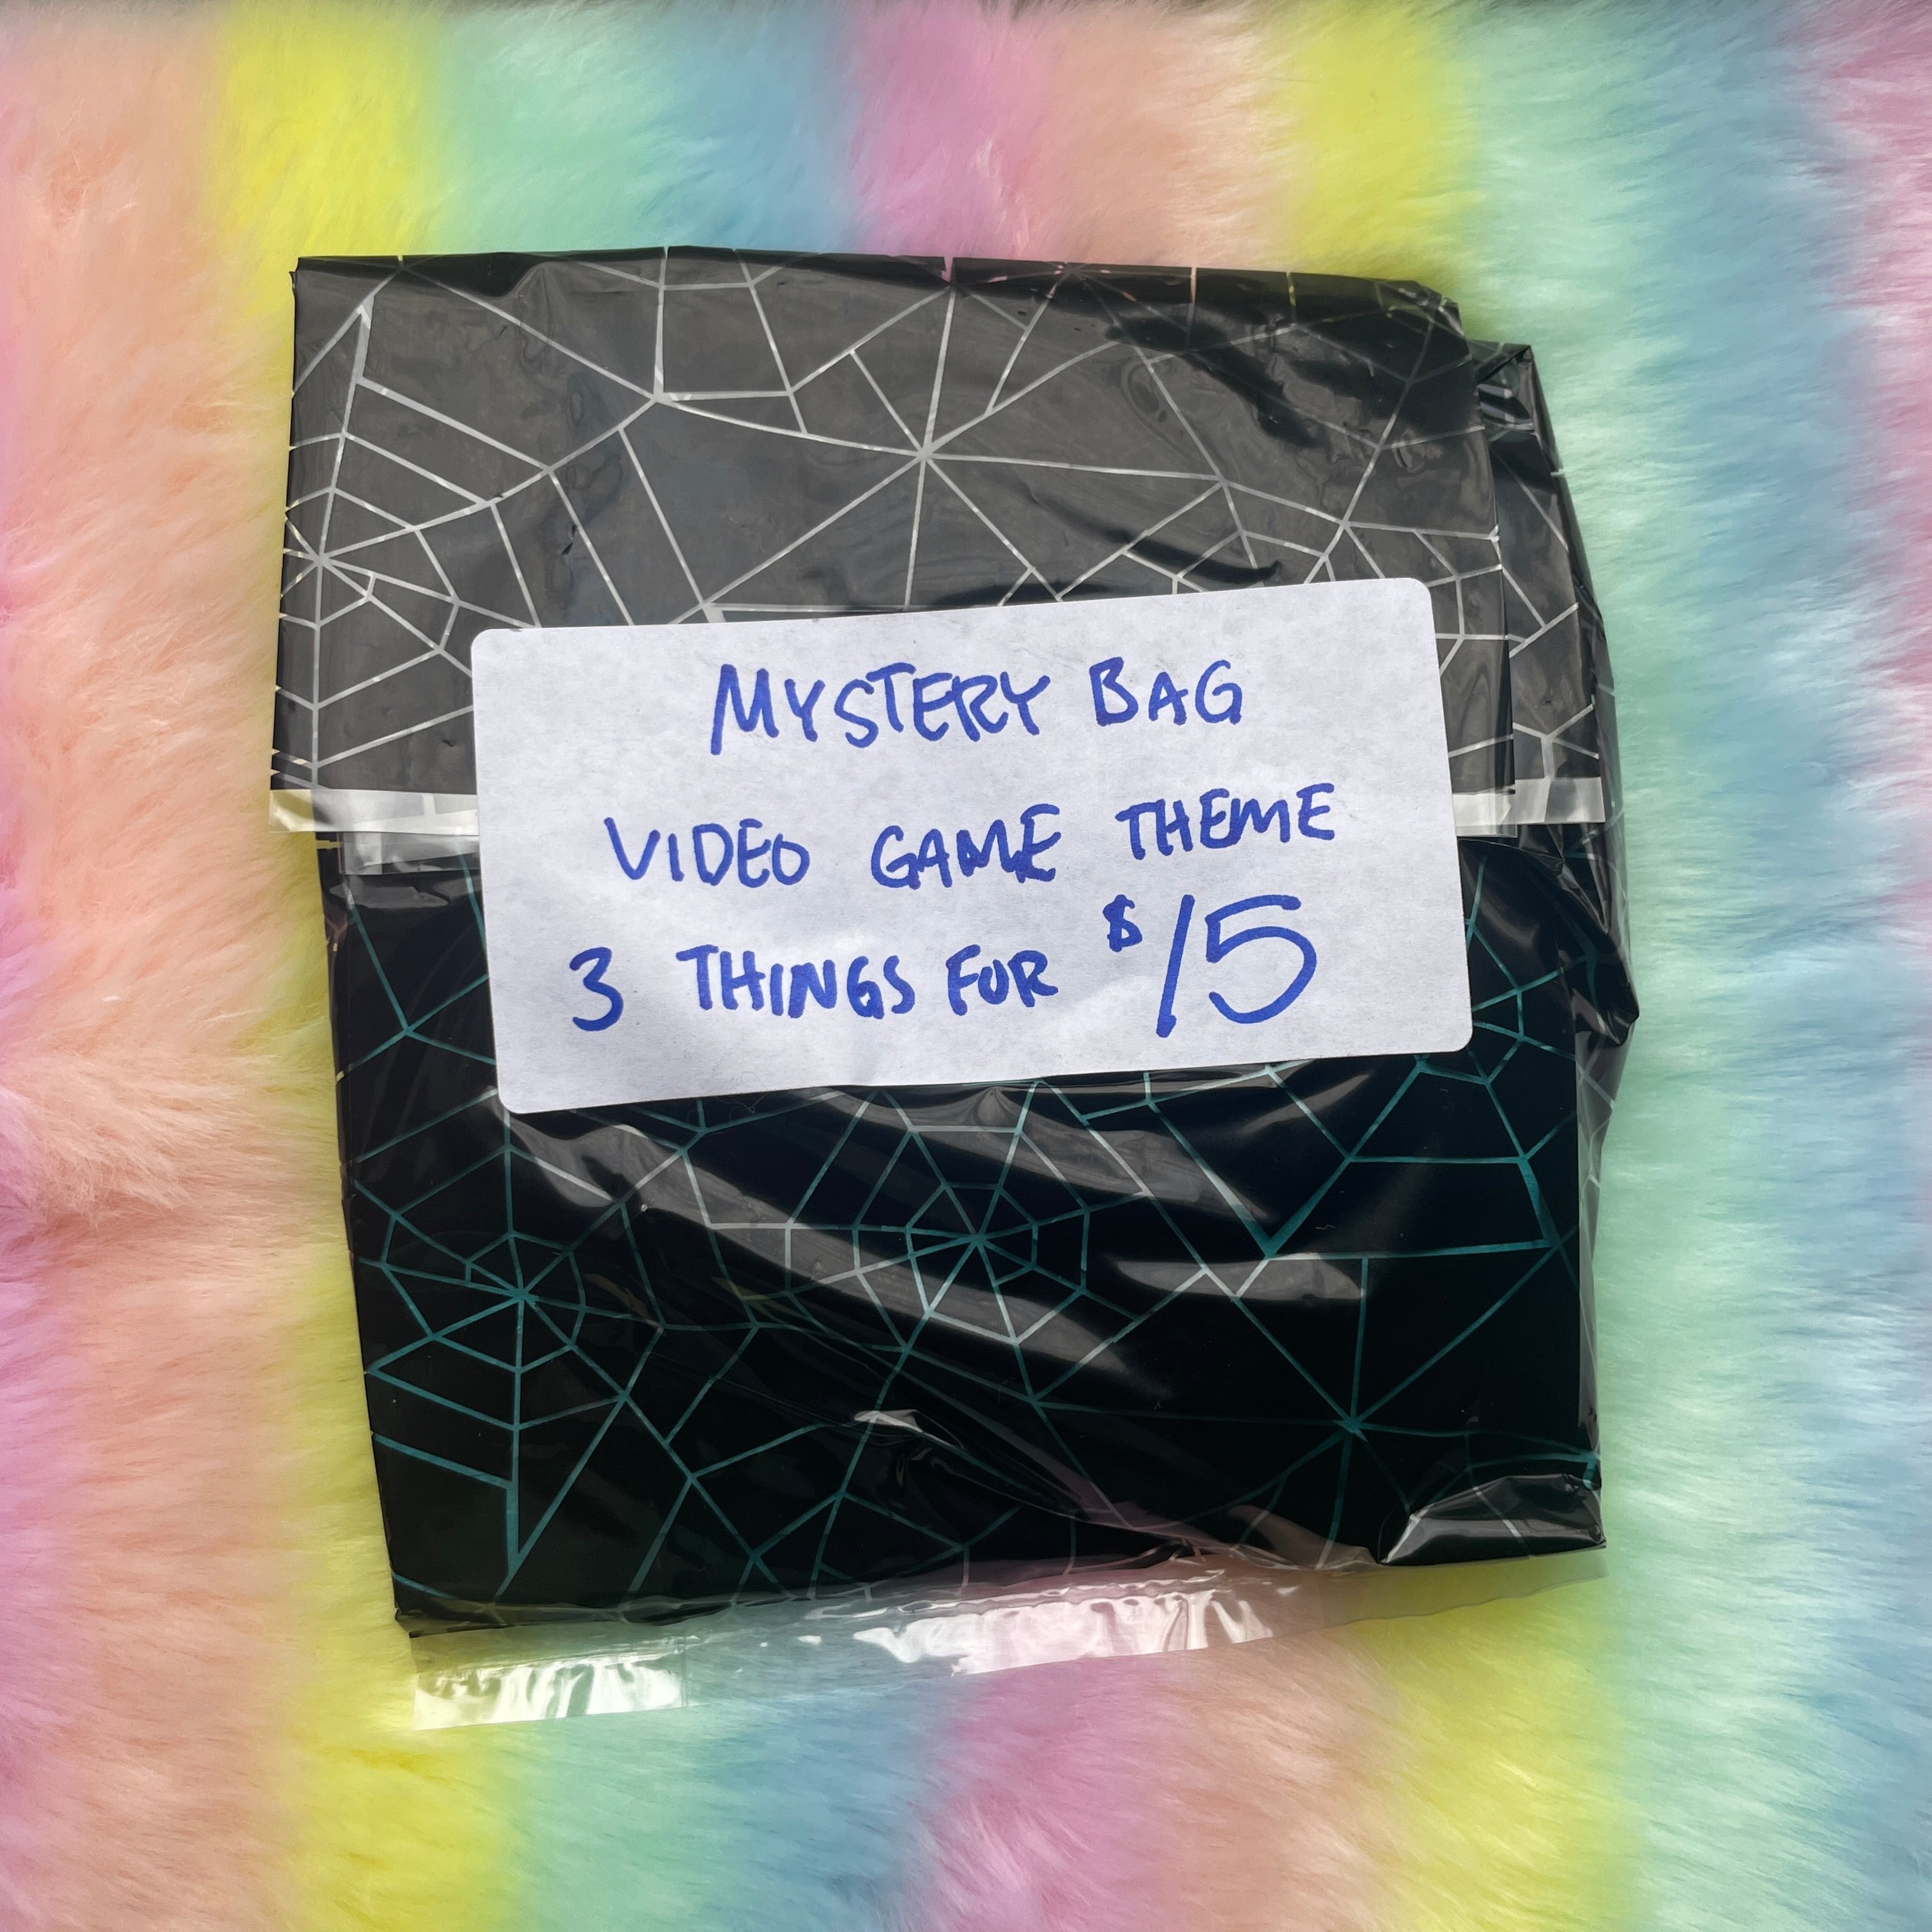 MYSTERY BAG
VIDEO GAME THEME
3 THINGS FOR $15